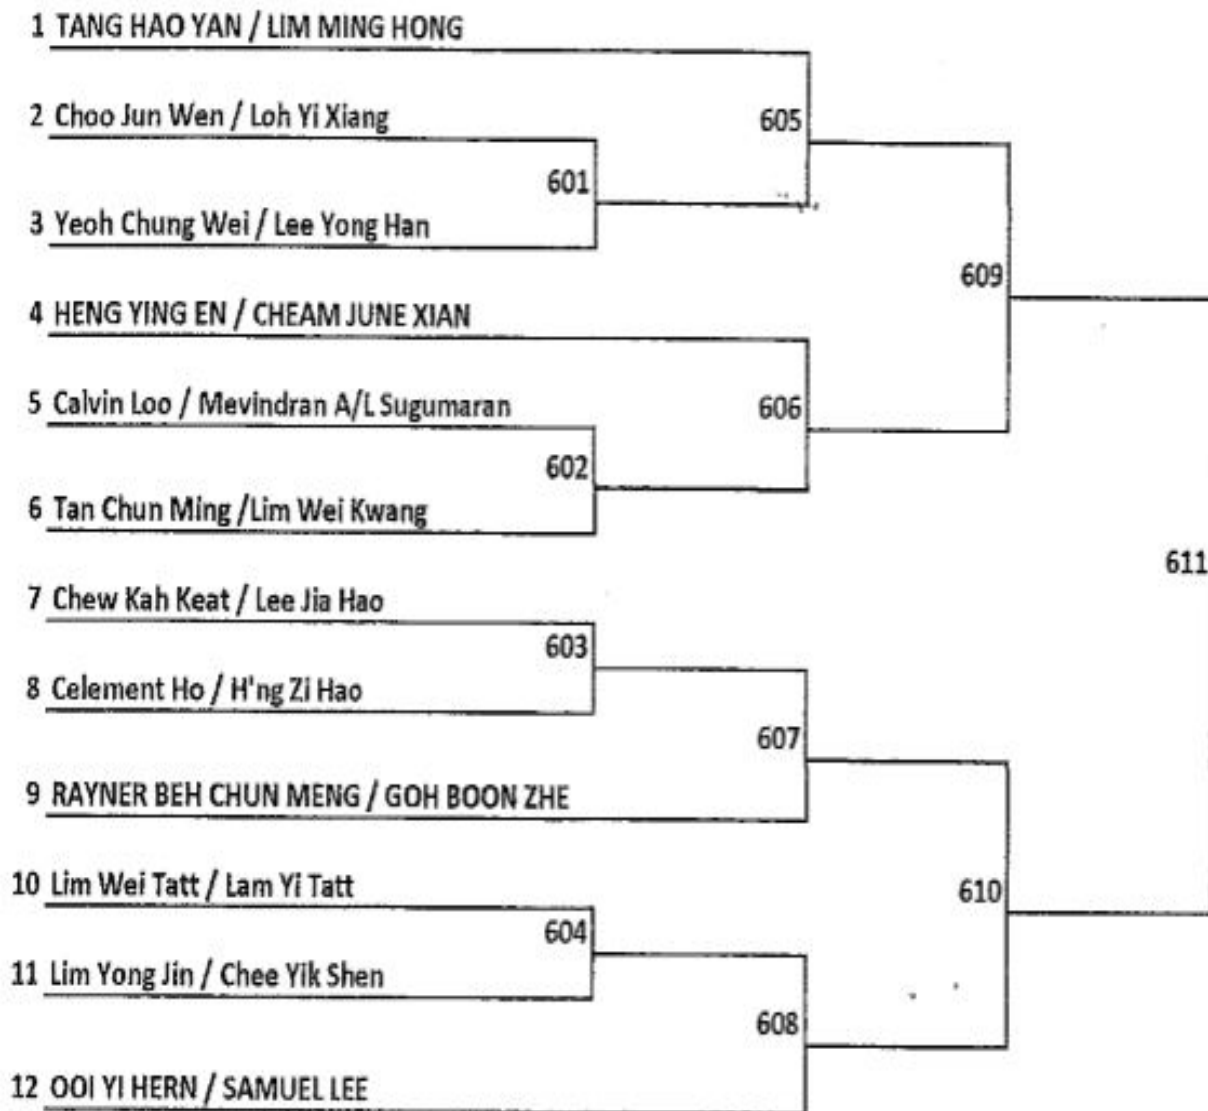 1 TANG HAO YAN / LIM MING HONG
605
2 Choo Jun Wen / Loh Yi Xiang
601
3 Yeoh Chung Wei / Lee Yong Han
609
4 HENG YING EN / CHEAM JUNE XIAN
5 Calvin Loo / Mevindran A/L Sugumaran
606
602
6 Tan Chun Ming /Lim Wei Kwang
611
7 Chew Kah Keat / Lee Jia Hao
603
8 Celement Ho / H'ng Zi Hao
607
9 RAYNER BEH CHUN MENG / GOH BOON ZHE
10 Lim Wei Tatt / Lam Yi Tatt
610
604
11 Lim Yong Jin / Chee Yik Shen
608
12 OOI YI HERN / SAMUEL LEE